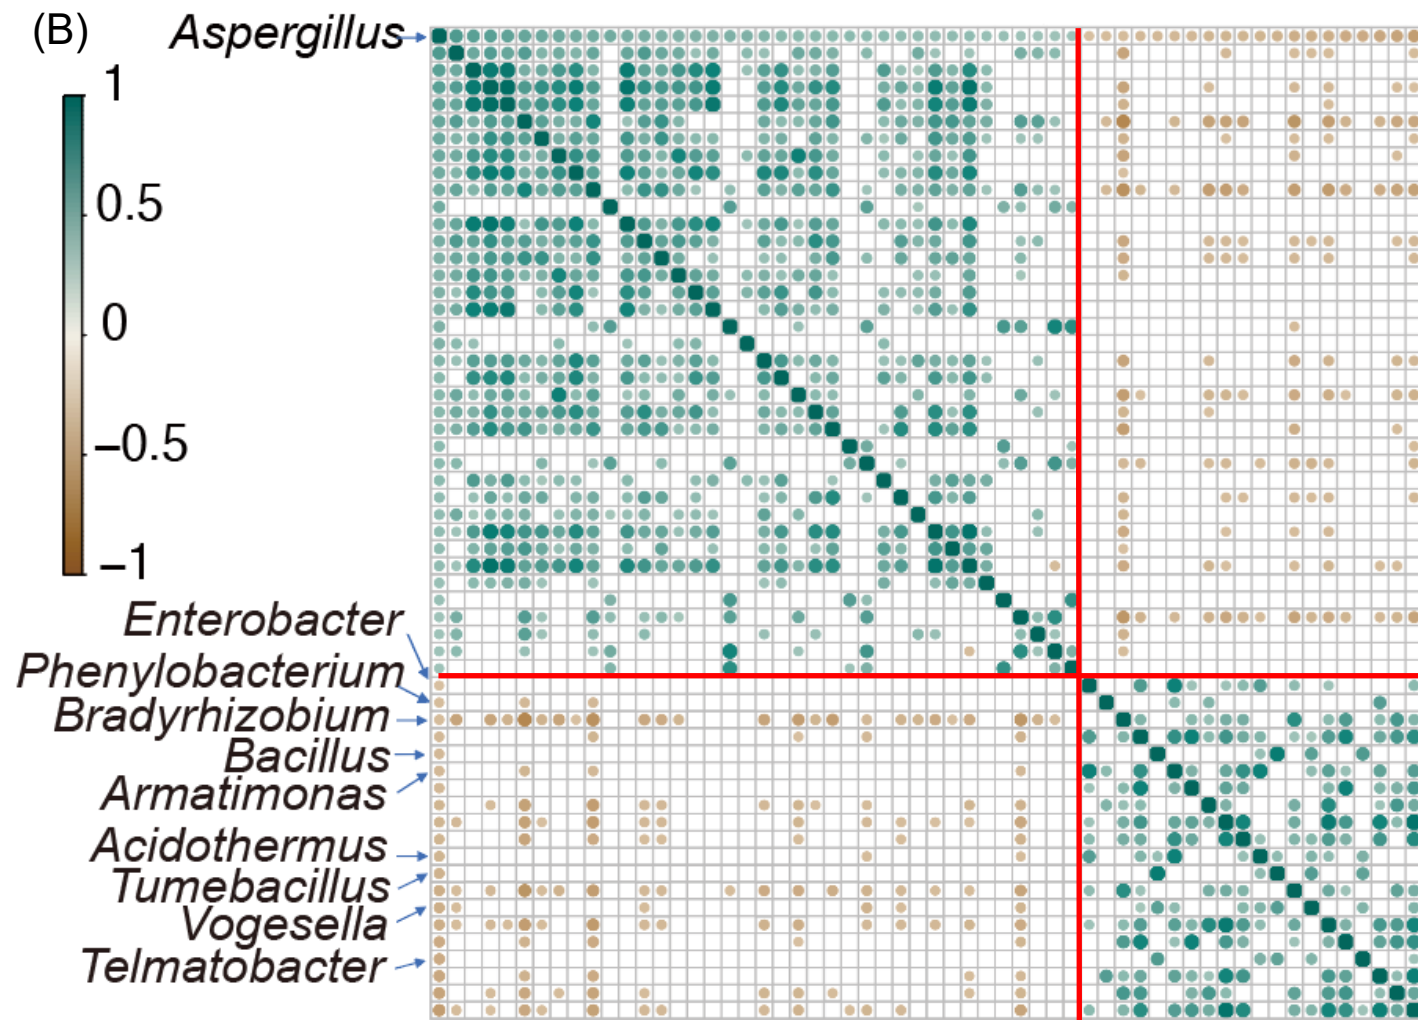 (B)
Aspergillus
1
0.5
0
−0.5
−1
Enterobacter
Phenylobacterium
Bradyrhizobium
Bacillus
Armatimonas
Acidothermus
Tumebacillus
Vogesella
Telmatobacter